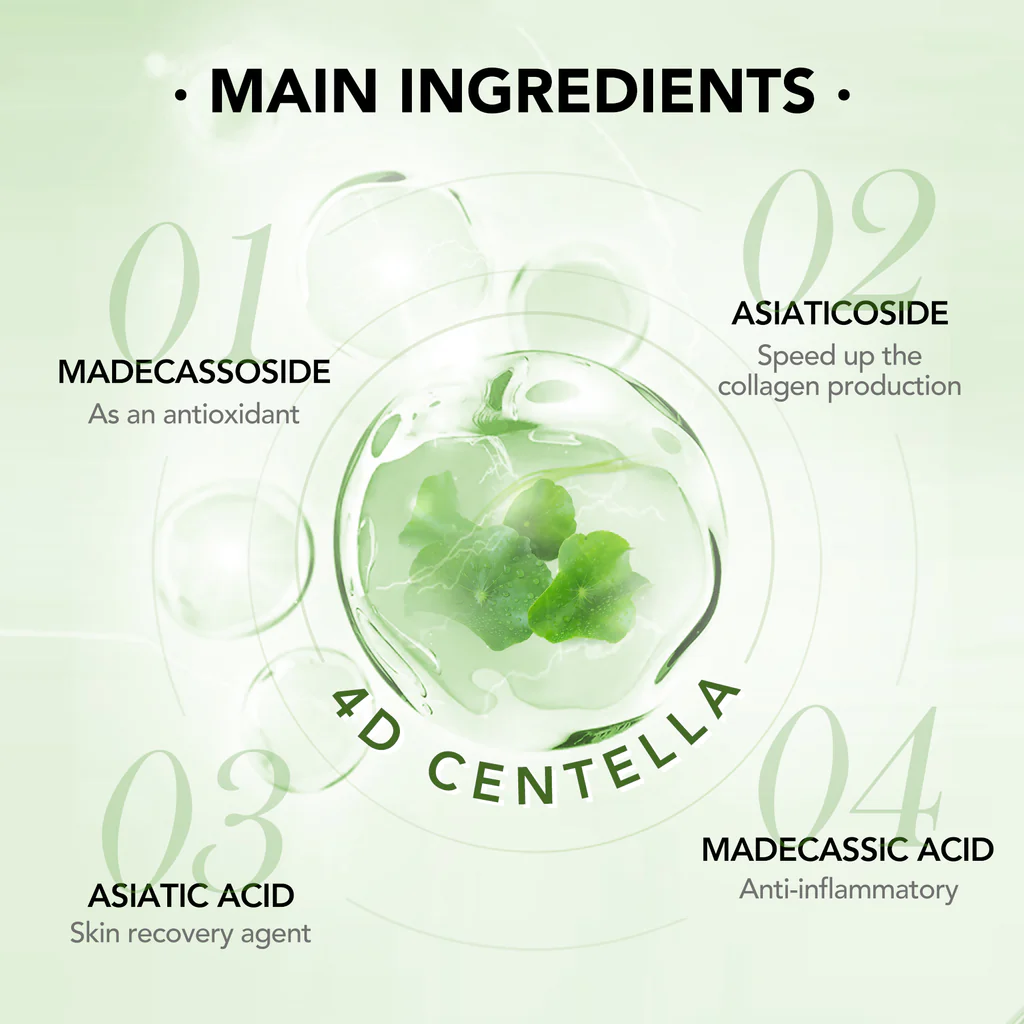 · MAIN INGREDIENTS ·
01
MADECASSOSIDE
As an antioxidant
02
ASIATICOSIDE
Speed up the
collagen production
4D CENTELLA
03
ASIATIC ACID
Skin recovery agent
04
MADECASSIC ACID
Anti-inflammatory